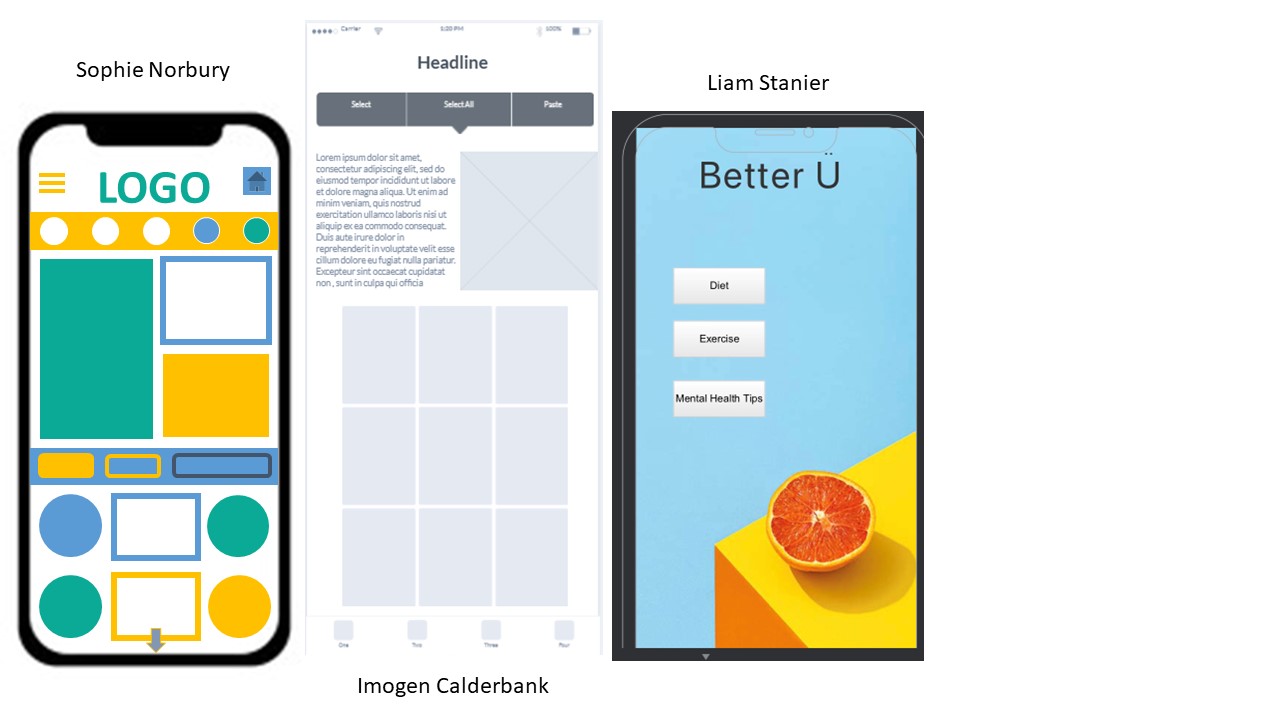 Sophie Norbury
LOGO
Carrier 5:20 PM 100%
Headline
Select Select All Paste
Lorem ipsum dolor sit amet,
consectetur adipiscing elit, sed do
eiusmod tempor incididunt ut labore
et dolore magna aliqua. Ut enim ad
minim veniam, quis nostrud
exercitation ullamco laboris nisi ut
aliquip ex ea commodo consequat.
Duis aute irure dolor in
reprehenderit in voluptate velit esse
cillum dolore eu fugiat nulla pariatur.
Excepteur sint occaecat cupidatat
non , sunt in culpa qui officia
One Two Three Four
Imogen Calderbank
Liam Stanier
Better Ü
Diet
Exercise
Mental Health Tips